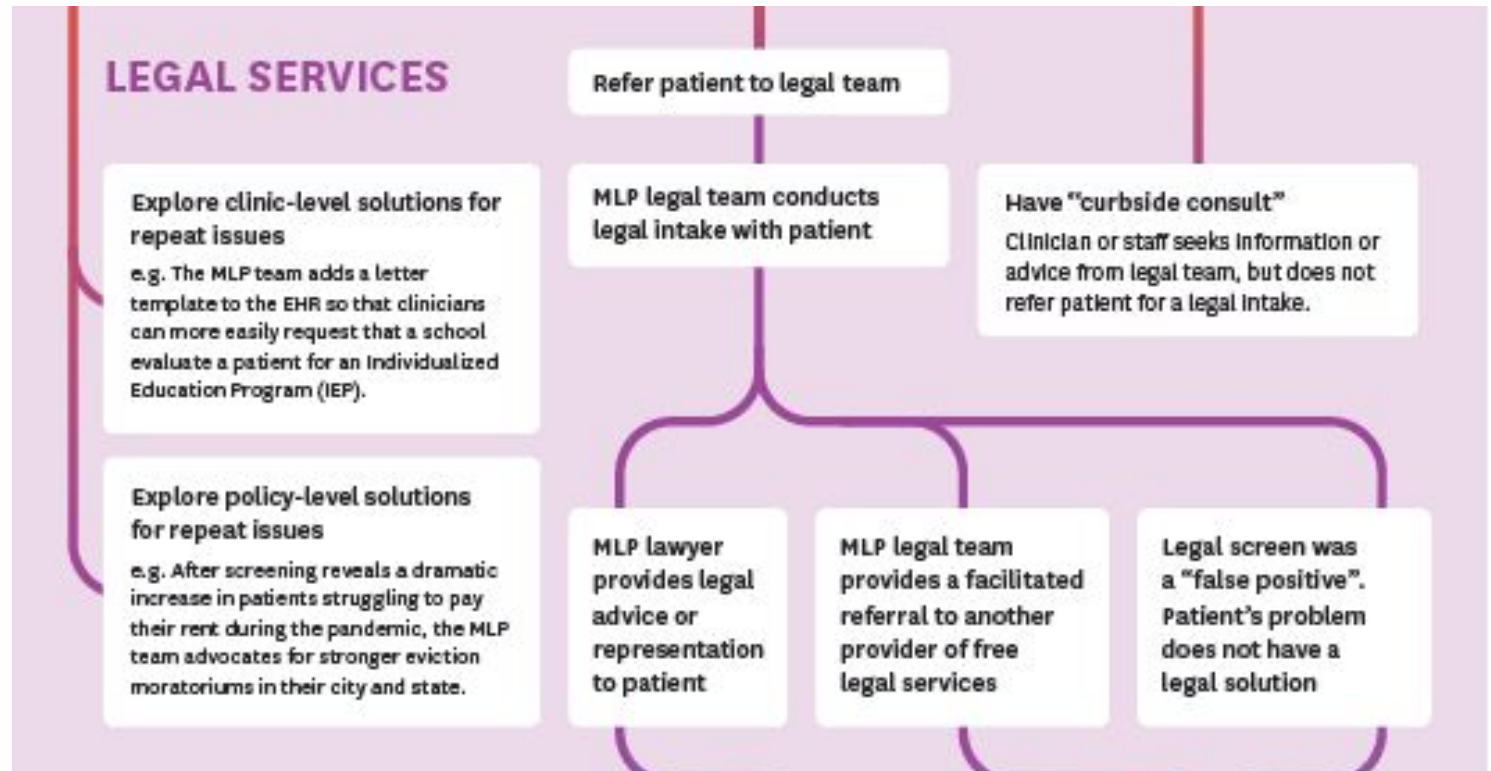 LEGAL SERVICES
Refer patient to legal team
Explore clinic-level solutions for
repeat issues
e.g. The MLP team adds a letter
template to the EHR so that clinicians
can more easily request that a school
evaluate a patient for an Individualized
Education Program (IEP).
MLP legal team conducts
legal intake with patient
Have “curbside consult”
Clinician or staff seeks information or
advice from legal team, but does not
refer patient for a legal intake.
Explore policy-level solutions
for repeat issues
e.g. After screening reveals a dramatic
increase in patients struggling to pay
their rent during the pandemic, the MLP
team advocates for stronger eviction
moratoriums in their city and state.
MLP lawyer
provides legal
advice or
representation
to patient
MLP legal team
provides a facilitated
referral to another
provider of free
legal services
Legal screen was
a “false positive”.
Patient’s problem
does not have a
legal solution